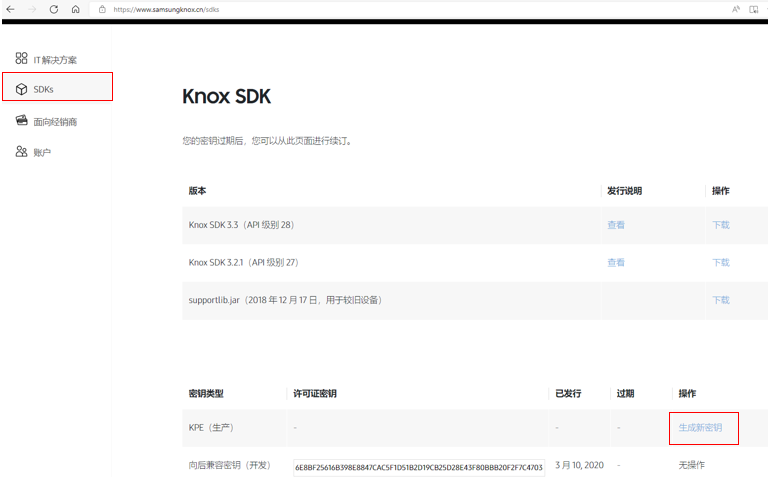 https://www.samsungknox.cn/sdks
IT 解决方案
SDKs
面向经销商
账户
Knox SDK
您的密钥过期后，您可以从此页面进行续订。
版本 发行说明 操作
Knox SDK 3.3（API 级别 28） 查看 下载
Knox SDK 3.2.1（API 级别 27） 查看 下载
supportlib.jar（2018 年 12 月 17 日，用于较旧设备） 下载
密钥类型 许可证密钥 已发行 过期 操作
KPE（生产） - - - 生成新密钥
向后兼容密钥（开发） 6E8BF25616B398E8847CAC5F1D51B2D19CB25D28E43F80BBB20F2F7C4703 3 月 10, 2020 - 无操作